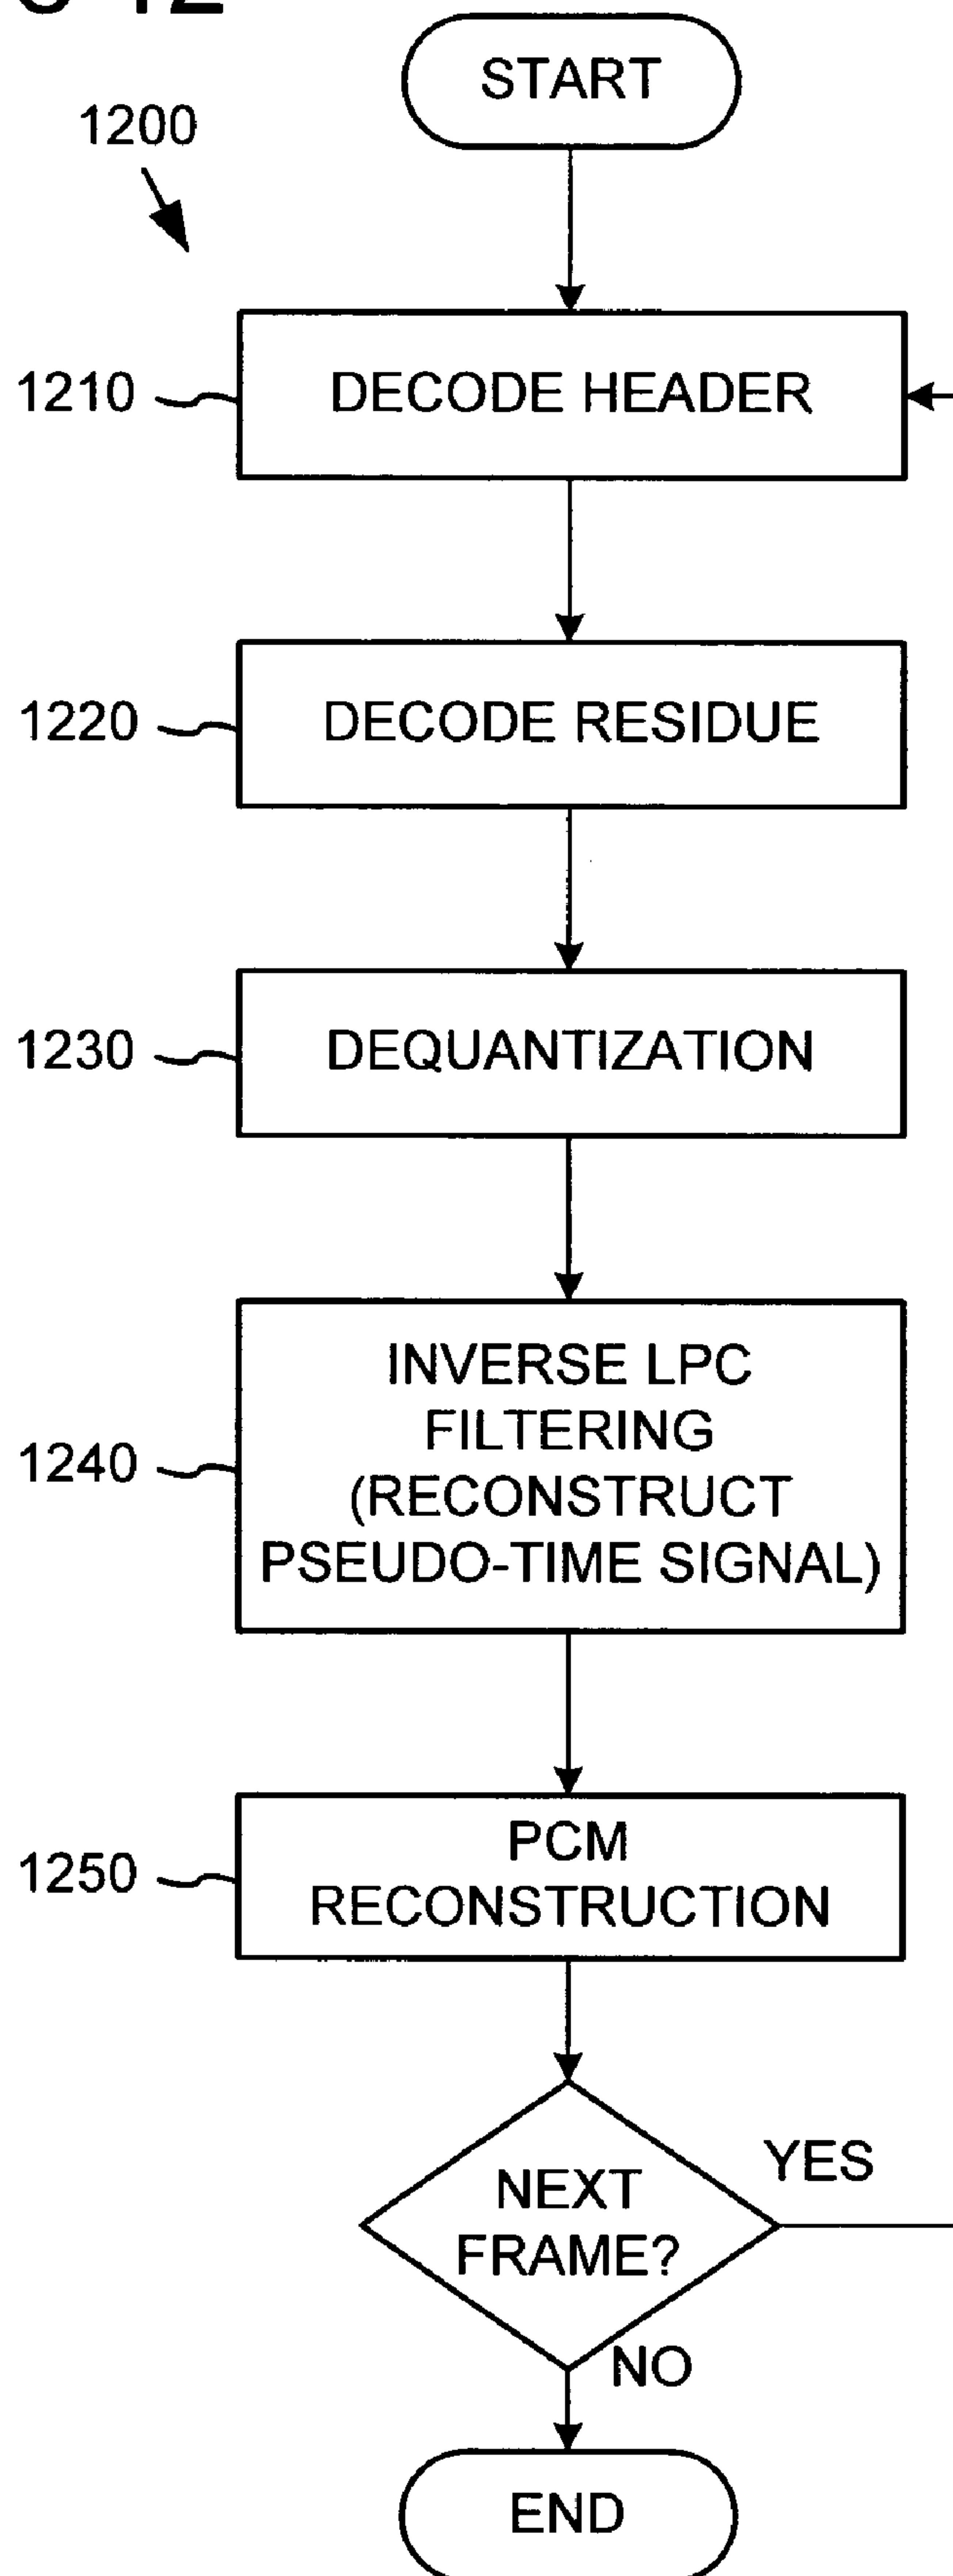 12
START
1200
1210
DECODE HEADER
1220
DECODE RESIDUE
1230
DEQUANTIZATION
1240
INVERSE LPC
FILTERING
(RECONSTRUCT
PSEUDO-TIME SIGNAL)
1250
PCM
RECONSTRUCTION
NEXT
FRAME?
YES
NO
END